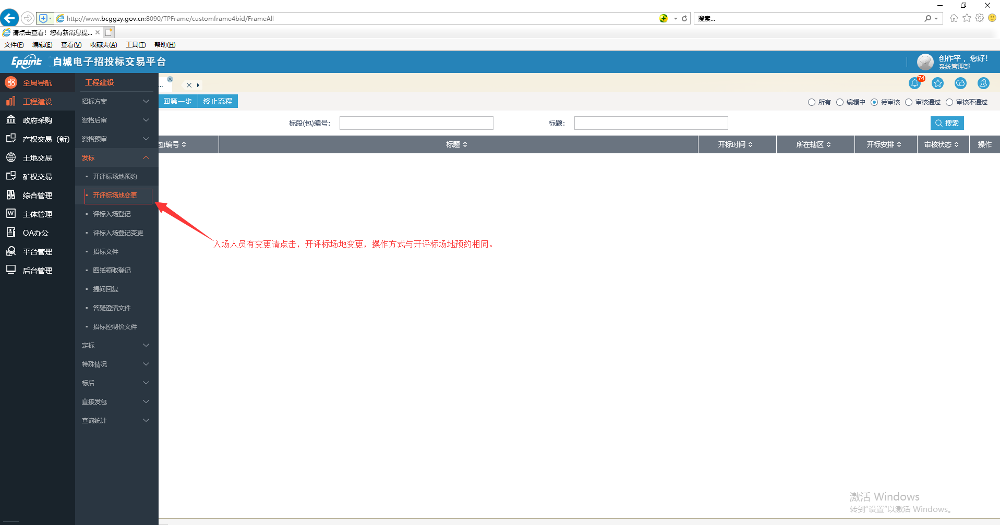 http://www.bcggzy.gov.cn:8090/TPFrame/customframe4bid/FrameAll
搜索...
请点击查看！您有新消息提...
文件(F) 编辑(E) 查看(V) 收藏夹(A) 工具(T) 帮助(H)
Epoint 白城电子招投标交易平台
创作平，您好！
系统管理部
全局导航
工程建设
政府采购
产权交易（新）
土地交易
矿权交易
综合管理
主体管理
OA办公
平台管理
后台管理
工程建设
招标方案
资格后审
资格预审
发标
开评标场地预约
开评标场地变更
评标入场登记
评标入场登记变更
招标文件
图纸领取登记
提问回复
答疑澄清文件
招标控制价文件
定标
特殊情况
标后
直接发包
查询统计
...
74
回第一步 终止流程
所有 编辑中 待审核 审核通过 审核不通过
标段(包)编号： 标题： 搜索
包)编号 标题 开标时间 所在辖区 开标安排 审核状态 操作
入场人员有变更请点击，开评标场地变更，操作方式与开评标场地预约相同。
激活 Windows
转到"设置"以激活 Windows。